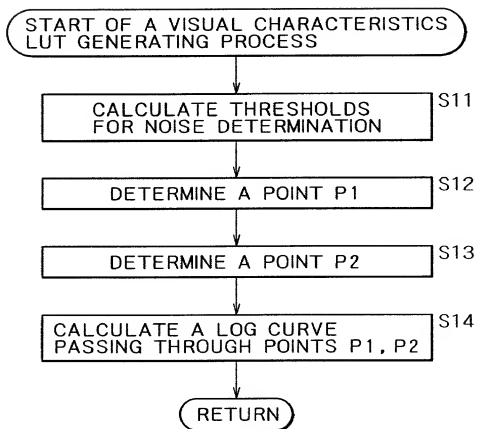 START OF A VISUAL CHARACTERISTICS
LUT GENERATING PROCESS
S11
CALCULATE THRESHOLDS
FOR NOISE DETERMINATION
S12
DETERMINE A POINT P1
S13
DETERMINE A POINT P2
S14
CALCULATE A LOG CURVE
PASSING THROUGH POINTS P1, P2
RETURN